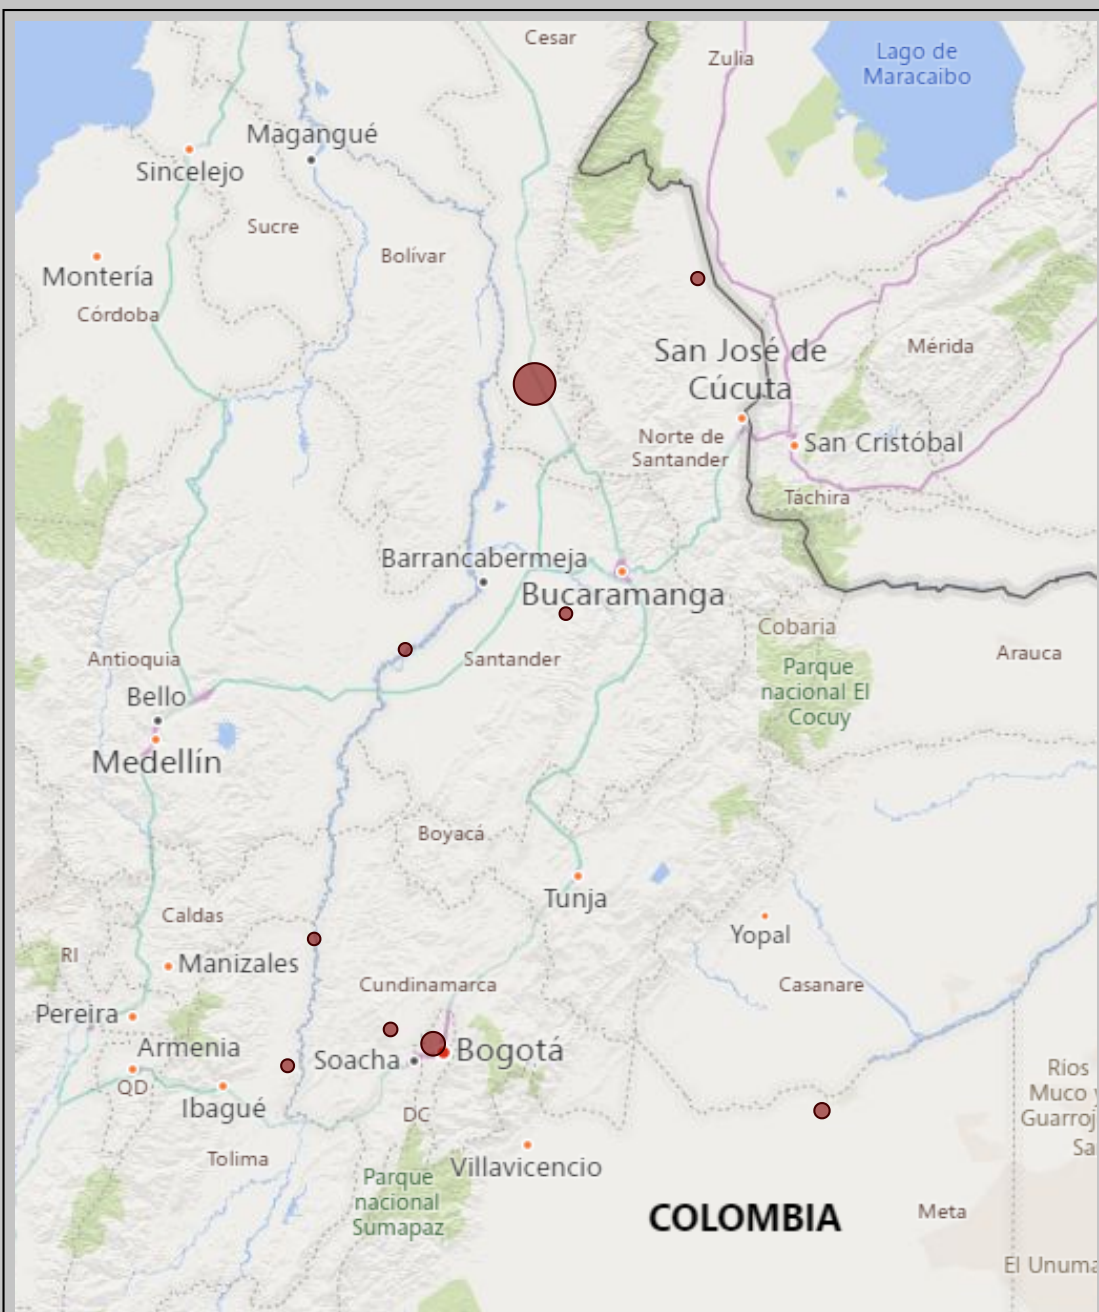 Cesar
Zulia
Lago de
Maracaibo
Magangué
Sincelejo
Sucre
Bolívar
Montería
Córdoba
San José de
Cúcuta
Mérida
Norte de
Santander
San Cristóbal
Táchira
Barrancabermeja
Bucaramanga
Cobaria
Antioquia
Santander
Arauca
Parque
nacional El
Cocuy
Bello
Medellín
Boyacá
Tunja
Caldas
Yopal
RI
Manizales
Cundinamarca
Casanare
Pereira
Armenia
Soacha
Bogotá
QD
Ibagué
DC
Ríos
Muco y
Guarroj
Sa
Tolima
Villavicencio
Parque
nacional
Sumapaz
COLOMBIA
Meta
El Unuma